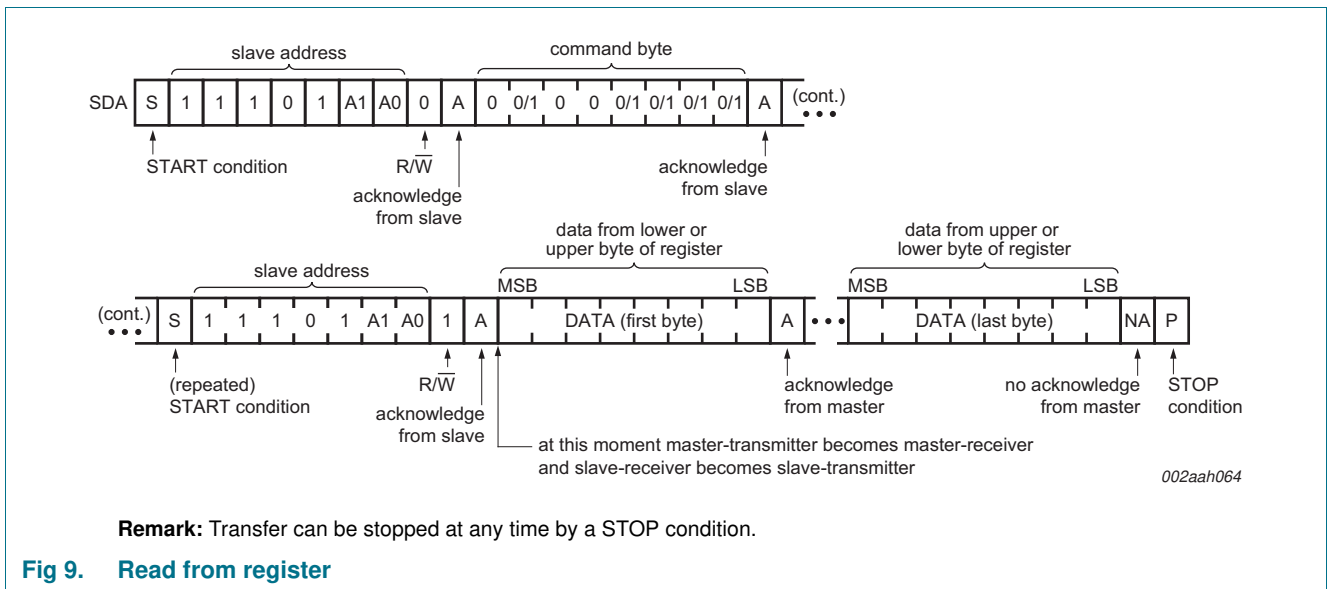 slave address
command byte
SDA S 1 1 1 0 1 A1 A0 0 A 0 0/1 0 0 0/1 0/1 0/1 0/1 A (cont.)
START condition
R/W̅
acknowledge
from slave
acknowledge
from slave
data from lower or
upper byte of register
data from upper or
lower byte of register
slave address
MSB LSB MSB LSB
(cont.) S 1 1 1 0 1 A1 A0 1 A DATA (first byte) A DATA (last byte) NA P
(repeated)
START condition
R/W̅
acknowledge
from slave
acknowledge
from master
no acknowledge
from master
STOP
condition
at this moment master-transmitter becomes master-receiver
and slave-receiver becomes slave-transmitter
002aah064
Remark: Transfer can be stopped at any time by a STOP condition.
Fig 9. Read from register